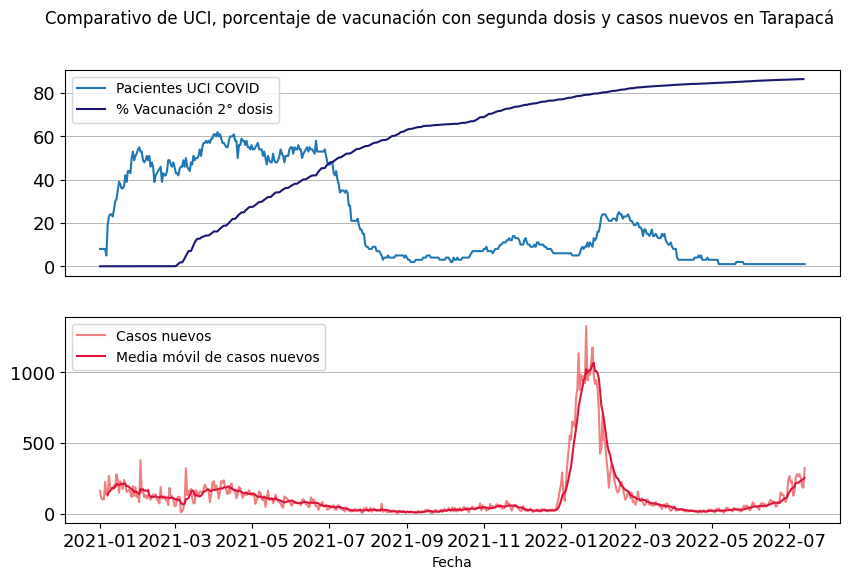 Comparativo de UCI, porcentaje de vacunación con segunda dosis y casos nuevos en Tarapacá
Pacientes UCI COVID
% Vacunación 2° dosis
80
60
40
20
0
Casos nuevos
Media móvil de casos nuevos
1000
500
0
2021-01 2021-03 2021-05 2021-07 2021-09 2021-11 2022-01 2022-03 2022-05 2022-07
Fecha